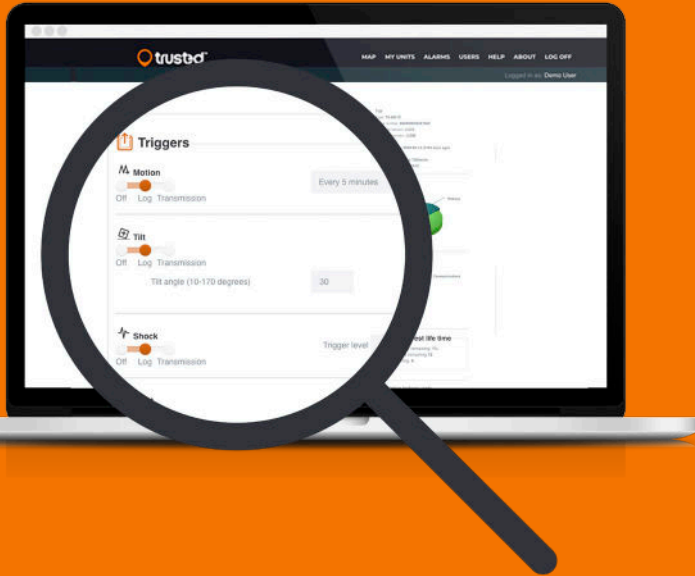 trusted
MAP MY UNITS ALARMS USERS HELP ABOUT LOG OFF
Logged in as: Demo User
Triggers
Motion
Every 5 minutes
Off Log Transmission
Tilt
Off Log Transmission
Tilt angle (10-170 degrees) 30
Shock
Trigger level
Off Log Transmission
life time